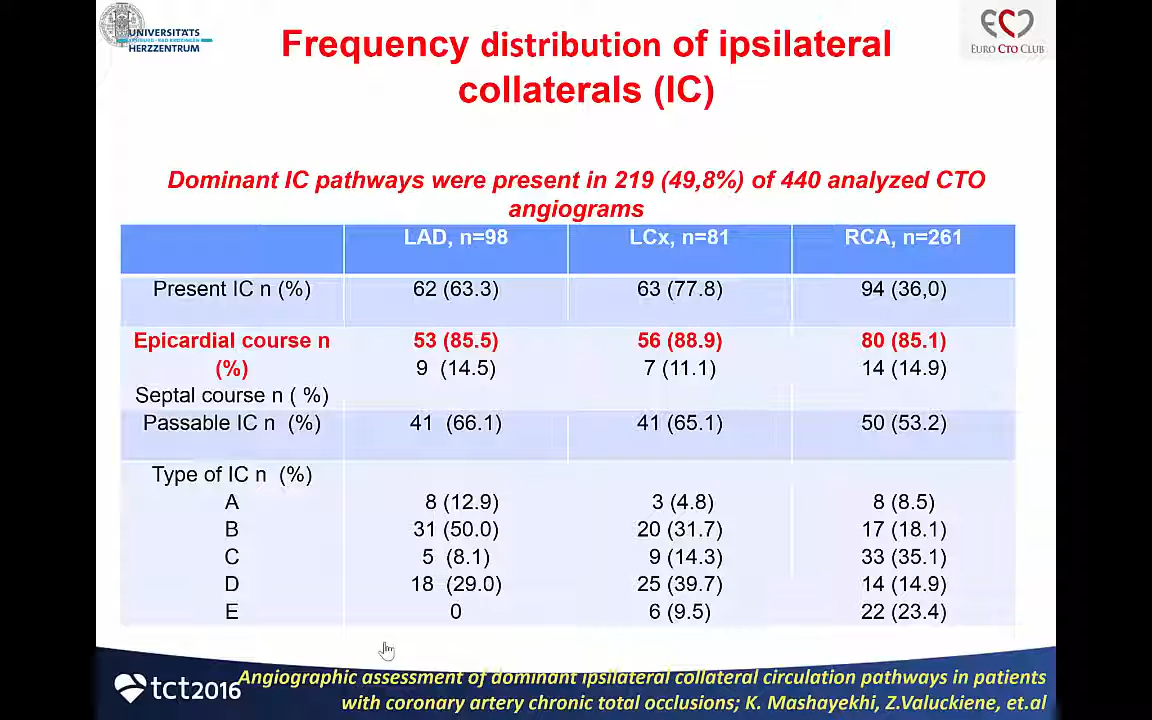 UNIVERSITÄTS
HERZZENTRUM
EURO CTO CLUB
Frequency distribution of ipsilateral
collaterals (IC)
Dominant IC pathways were present in 219 (49,8%) of 440 analyzed CTO
angiograms
LAD, n=98 LCx, n=81 RCA, n=261
Present IC n (%) 62 (63.3) 63 (77.8) 94 (36,0)
Epicardial course n 53 (85.5) 56 (88.9) 80 (85.1)
(%) 9 (14.5) 7 (11.1) 14 (14.9)
Septal course n ( %)
Passable IC n (%) 41 (66.1) 41 (65.1) 50 (53.2)
Type of IC n (%)
A 8 (12.9) 3 (4.8) 8 (8.5)
B 31 (50.0) 20 (31.7) 17 (18.1)
C 5 (8.1) 9 (14.3) 33 (35.1)
D 18 (29.0) 25 (39.7) 14 (14.9)
E 0 6 (9.5) 22 (23.4)
tct2016
Angiographic assessment of dominant ipsilateral collateral circulation pathways in patients
with coronary artery chronic total occlusions; K. Mashayekhi, Z.Valuckiene, et.al